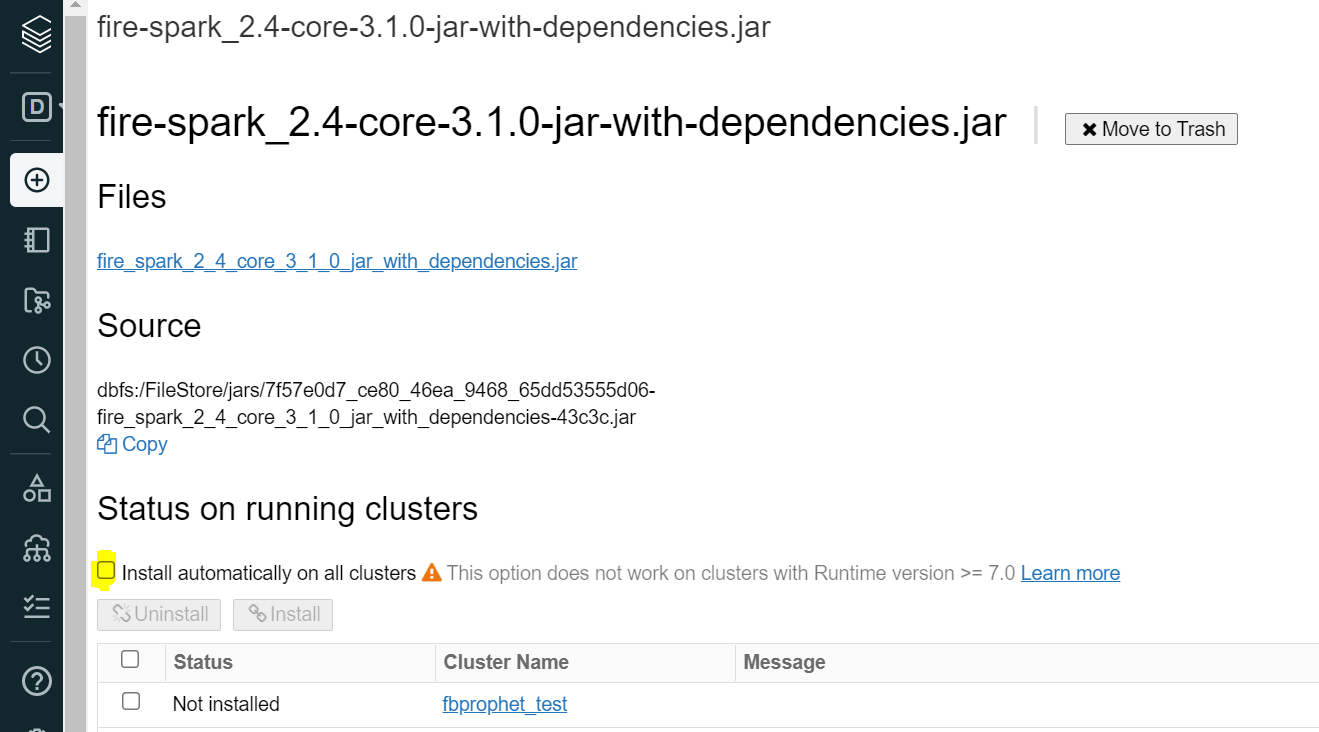 fire-spark_2.4-core-3.1.0-jar-with-dependencies.jar
D
fire-spark_2.4-core-3.1.0-jar-with-dependencies.jar
Move to Trash
Files
fire_spark_2_4_core_3_1_0_jar_with_dependencies.jar
Source
dbfs:/FileStore/jars/7f57e0d7_ce80_46ea_9468_65dd53555d06-
fire_spark_2_4_core_3_1_0_jar_with_dependencies-43c3c.jar
Copy
Status on running clusters
Install automatically on all clusters This option does not work on clusters with Runtime version >= 7.0 Learn more
Uninstall Install
Status Cluster Name Message
Not installed fbprophet_test